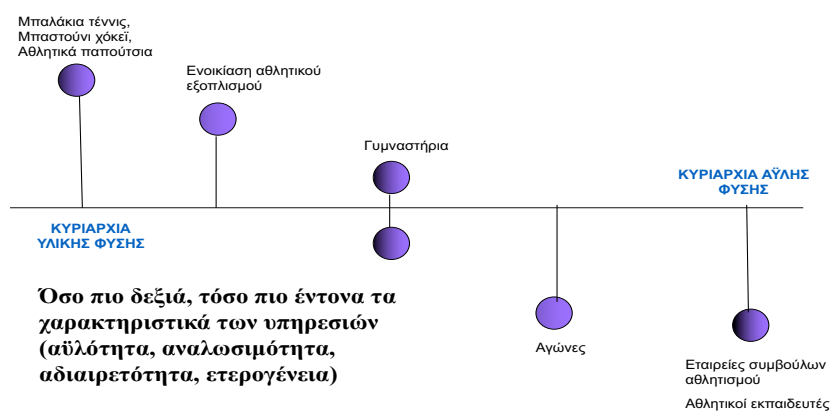 Μπαλάκια τέννις,
Μπαστούνι χόκεϊ,
Αθλητικά παπούτσια
Ενοικίαση αθλητικού
εξοπλισμού
Γυμναστήρια
ΚΥΡΙΑΡΧΙΑ ΑΫΛΗΣ
ΦΥΣΗΣ
ΚΥΡΙΑΡΧΙΑ
ΥΛΙΚΗΣ ΦΥΣΗΣ
Όσο πιο δεξιά, τόσο πιο έντονα τα
χαρακτηριστικά των υπηρεσιών
(αϋλότητα, αναλωσιμότητα,
αδιαιρετότητα, ετερογένεια)
Αγώνες
Εταιρείες συμβούλων
αθλητισμού
Αθλητικοί εκπαιδευτές